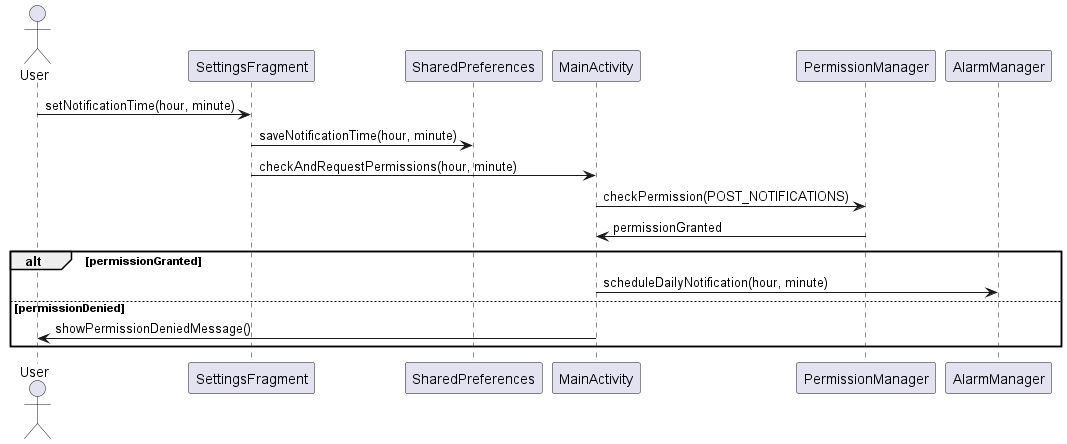 User
SettingsFragment
SharedPreferences
MainActivity
PermissionManager
AlarmManager
setNotificationTime(hour, minute)
saveNotificationTime(hour, minute)
checkAndRequestPermissions(hour, minute)
checkPermission(POST_NOTIFICATIONS)
permissionGranted
alt [permissionGranted]
scheduleDailyNotification(hour, minute)
[permissionDenied]
showPermissionDeniedMessage()
User
SettingsFragment
SharedPreferences
MainActivity
PermissionManager
AlarmManager